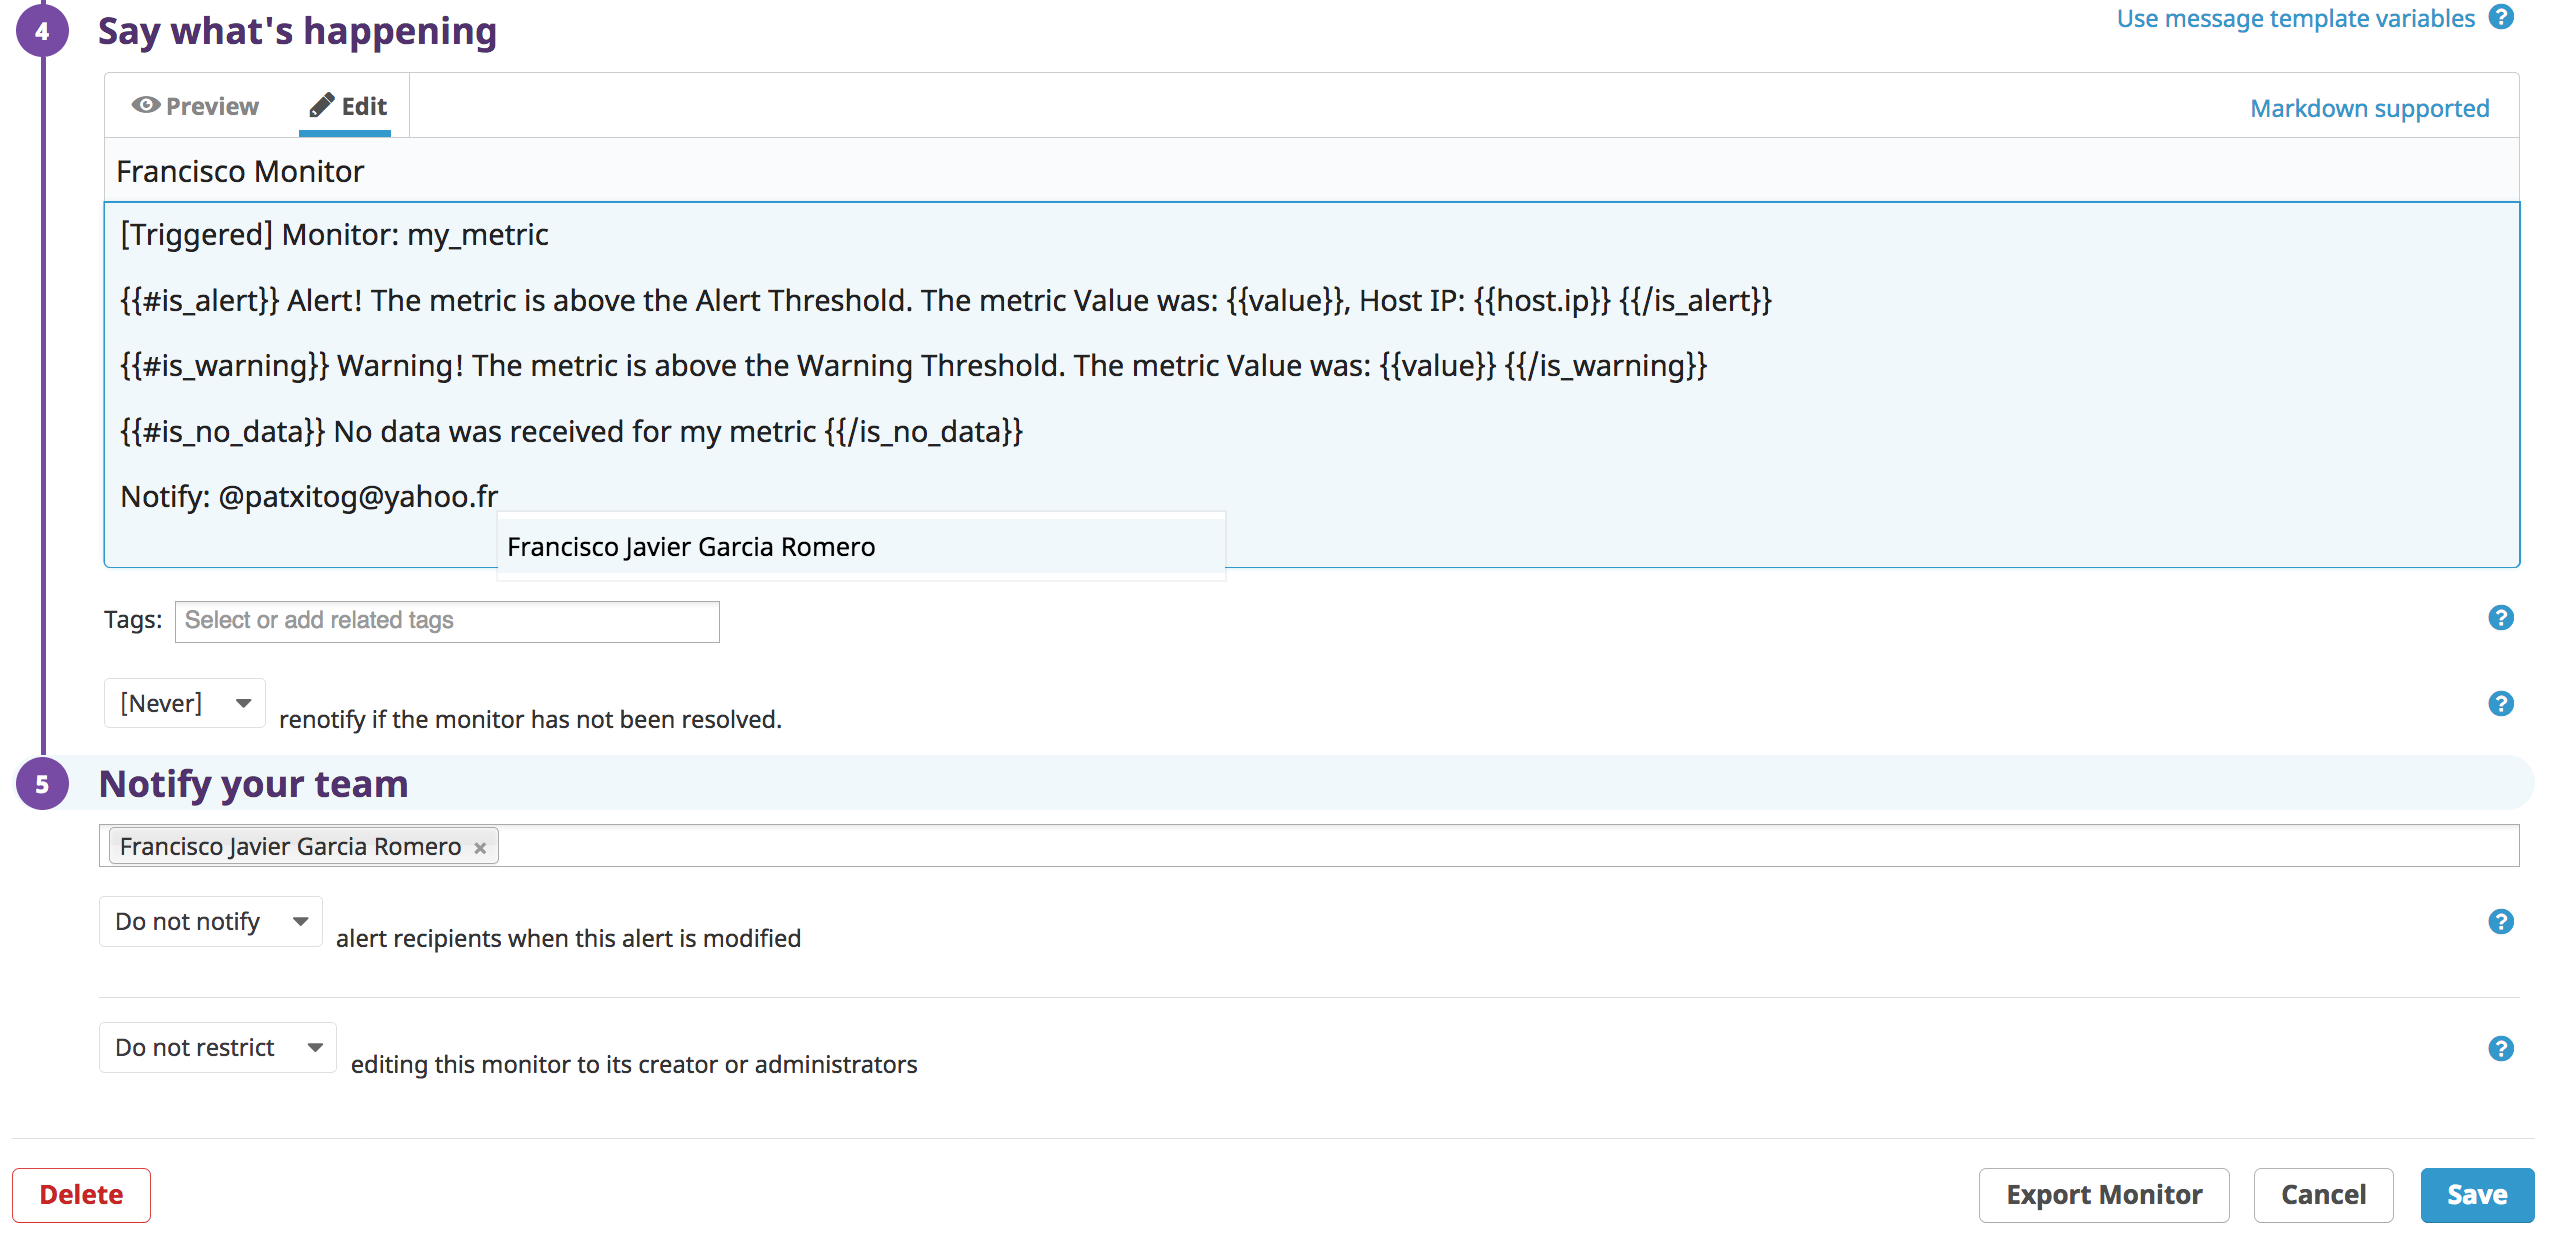 4 Say what's happening
Use message template variables ?
Preview Edit
Markdown supported
Francisco Monitor
[Triggered] Monitor: my_metric
{{#is_alert}} Alert! The metric is above the Alert Threshold. The metric Value was: {{value}}, Host IP: {{host.ip}} {{/is_alert}}
{{#is_warning}} Warning! The metric is above the Warning Threshold. The metric Value was: {{value}} {{/is_warning}}
{{#is_no_data}} No data was received for my metric {{/is_no_data}}
Notify: @patxitog@yahoo.fr
Francisco Javier Garcia Romero
Tags: Select or add related tags ?
[Never] renotify if the monitor has not been resolved. ?
5 Notify your team
Francisco Javier Garcia Romero ×
Do not notify alert recipients when this alert is modified ?
Do not restrict editing this monitor to its creator or administrators ?
Delete Export Monitor Cancel Save